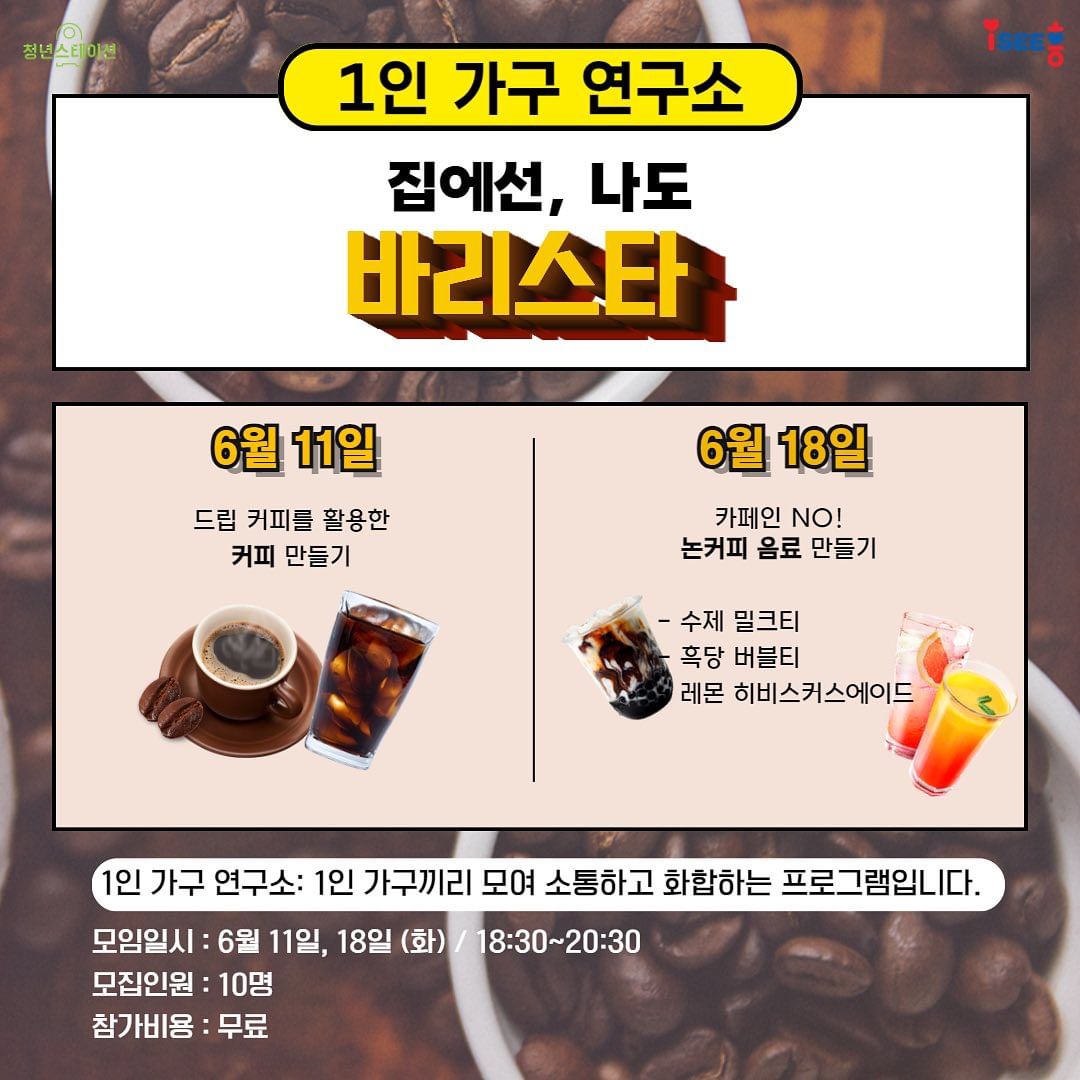 청년스테이션
iSEE흥
1인 가구 연구소
집에선, 나도
바리스타
6월 11일
드립 커피를 활용한
커피 만들기
6월 18일
카페인 NO!
논커피 음료 만들기
- 수제 밀크티
- 흑당 버블티
레몬 히비스커스에이드
1인 가구 연구소: 1인 가구끼리 모여 소통하고 화합하는 프로그램입니다.
모임일시 : 6월 11일, 18일 (화) / 18:30~20:30
모집인원 : 10명
참가비용 : 무료